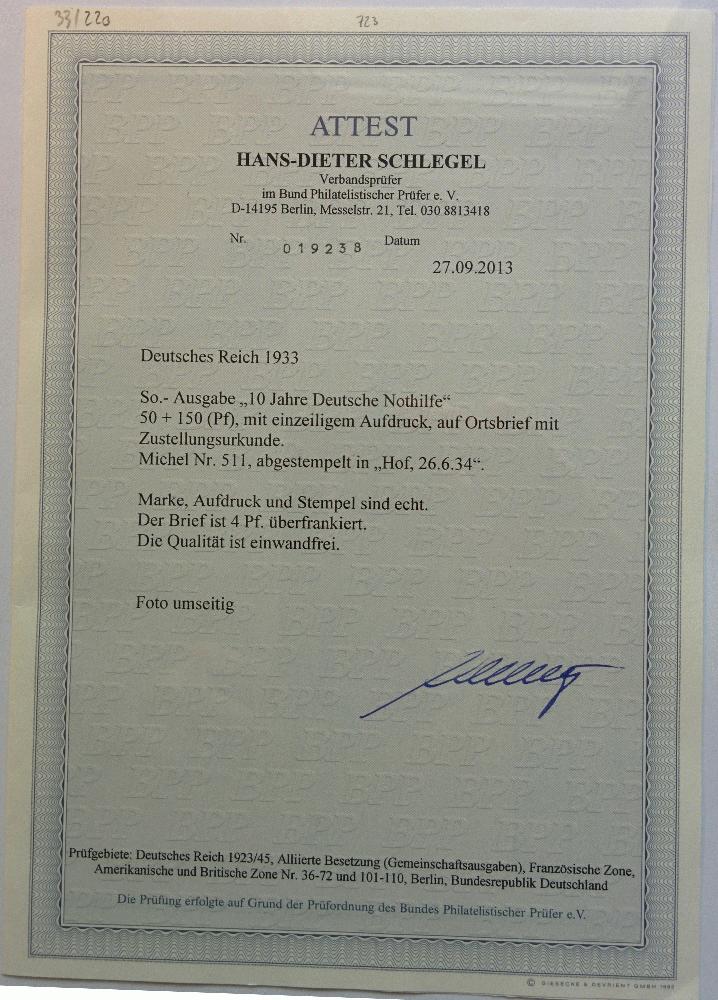 33/220
723
ATTEST
HANS-DIETER SCHLEGEL
Verbandsprüfer
im Bund Philatelistischer Prüfer e. V.
D-14195 Berlin, Messelstr. 21, Tel. 030 8813418
Nr. 019238 Datum
27.09.2013
Deutsches Reich 1933
So.- Ausgabe „10 Jahre Deutsche Nothilfe“
50 + 150 (Pf), mit einzeiligem Aufdruck, auf Ortsbrief mit
Zustellungsurkunde.
Michel Nr. 511, abgestempelt in „Hof, 26.6.34“.
Marke, Aufdruck und Stempel sind echt.
Der Brief ist 4 Pf. überfrankiert.
Die Qualität ist einwandfrei.
Foto umseitig
Prüfgebiete: Deutsches Reich 1923/45, Alliierte Besetzung (Gemeinschaftsausgaben), Französische Zone,
Amerikanische und Britische Zone Nr. 36-72 und 101-110, Berlin, Bundesrepublik Deutschland
Die Prüfung erfolgte auf Grund der Prüfordnung des Bundes Philatelistischer Prüfer e.V.